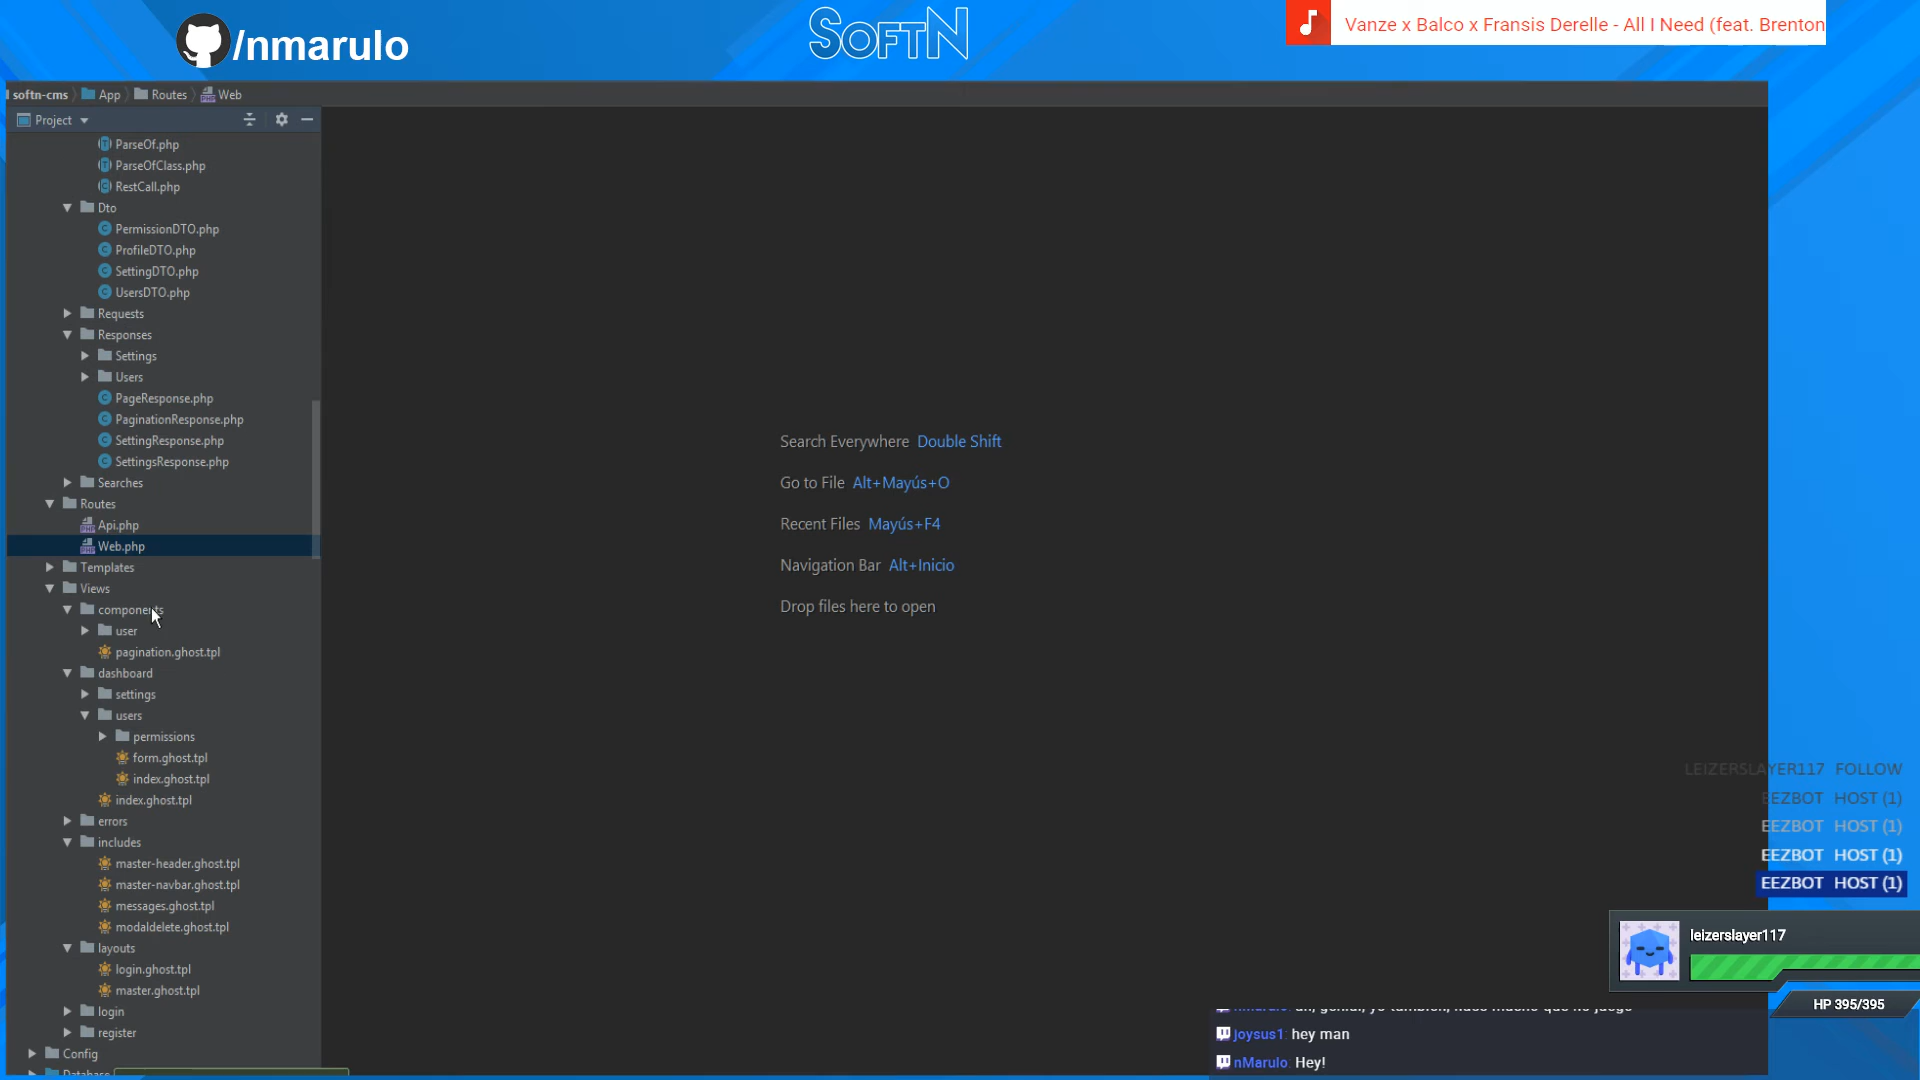 /nmarulo
SOFTN
Vanze x Balco x Fransis Derelle - All I Need (feat. Brenton
softn-cms App Routes Web
Project
ParseOf.php
ParseOfClass.php
RestCall.php
Dto
PermissionDTO.php
ProfileDTO.php
SettingDTO.php
UsersDTO.php
Requests
Responses
Settings
Users
PageResponse.php
PaginationResponse.php
SettingResponse.php
SettingsResponse.php
Searches
Routes
Api.php
Web.php
Templates
Views
components
user
pagination.ghost.tpl
dashboard
settings
users
permissions
form.ghost.tpl
index.ghost.tpl
index.ghost.tpl
errors
includes
master-header.ghost.tpl
master-navbar.ghost.tpl
messages.ghost.tpl
modaldelete.ghost.tpl
layouts
login.ghost.tpl
master.ghost.tpl
login
register
Config
Database
Search Everywhere Double Shift
Go to File Alt+Mayús+O
Recent Files Mayús+F4
Navigation Bar Alt+Inicio
Drop files here to open
LEIZERSLAYER117 FOLLOW
EEZBOT HOST (1)
EEZBOT HOST (1)
EEZBOT HOST (1)
EEZBOT HOST (1)
leizerslayer117
HP 395/395
joysus1: hey man
nMarulo: Hey!